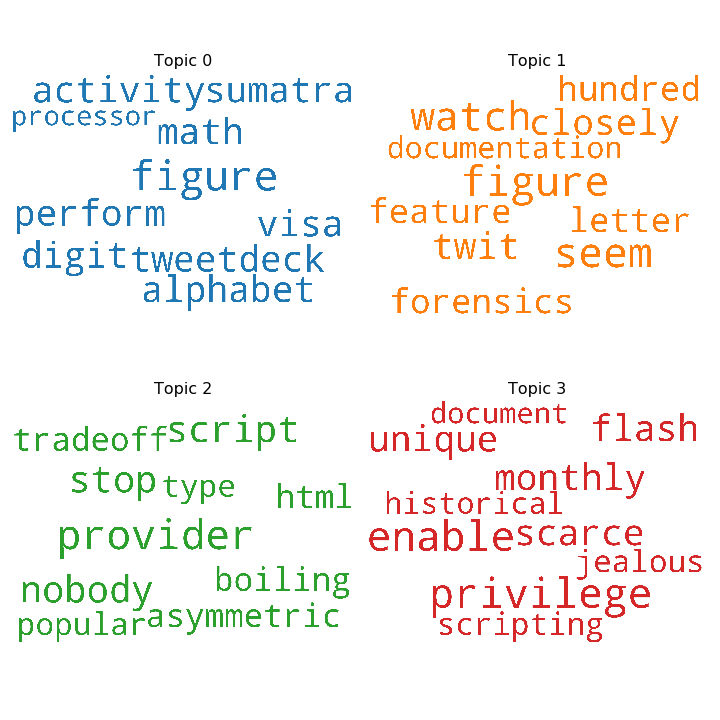 Topic 0
activity sumatra
processor
math
figure
perform
visa
digit tweetdeck
alphabet
Topic 1
hundred
watch closely
documentation
figure
feature
letter
twit
seem
forensics
Topic 2
script
tradeoff
stop type
html
provider
boiling
nobody
popular asymmetric
Topic 3
document
unique
flash
monthly
historical
enable scarce
jealous
privilege
scripting